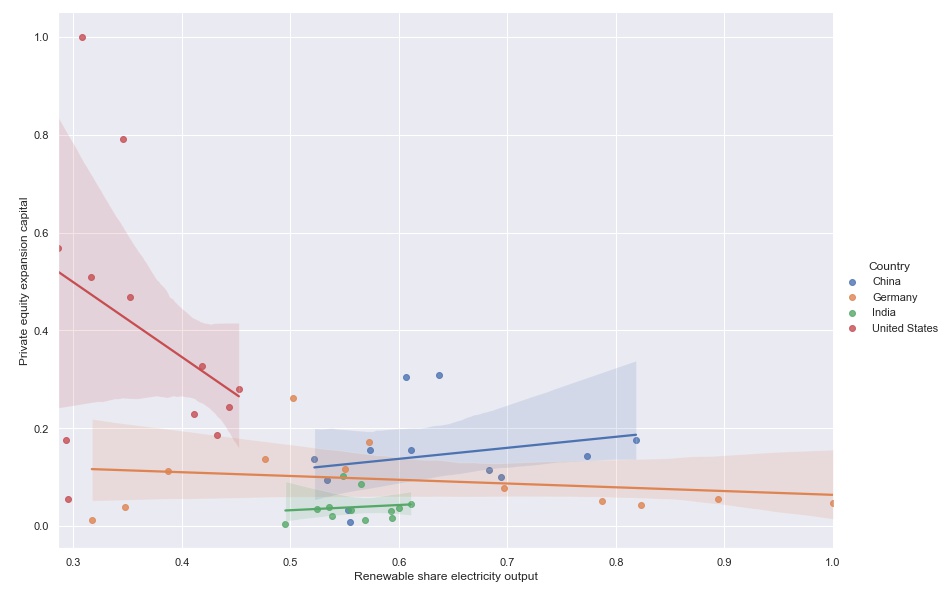 1.0
0.8
0.6
0.4
0.2
0.0
Private equity expansion capital
0.3 0.4 0.5 0.6 0.7 0.8 0.9 1.0
Renewable share electricity output
Country
China
Germany
India
United States